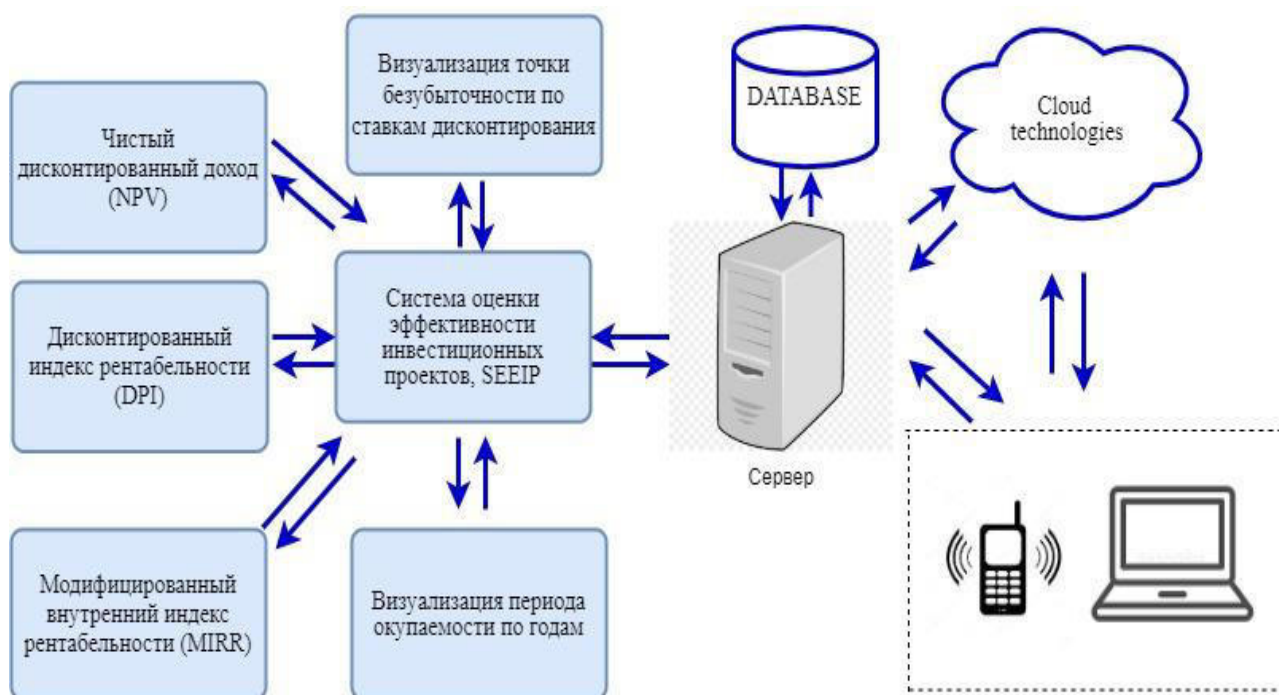 Визуализация точки
безубыточности по
ставкам дисконтирования
Чистый
дисконтированный доход
(NPV)
Дисконтированный
индекс рентабельности
(DPI)
Модифицированный
внутренний индекс
рентабельности (MIRR)
Система оценки
эффективности
инвестиционных
проектов, SEEIP
Визуализация периода
окупаемости по годам
DATABASE
Cloud
technologies
Сервер